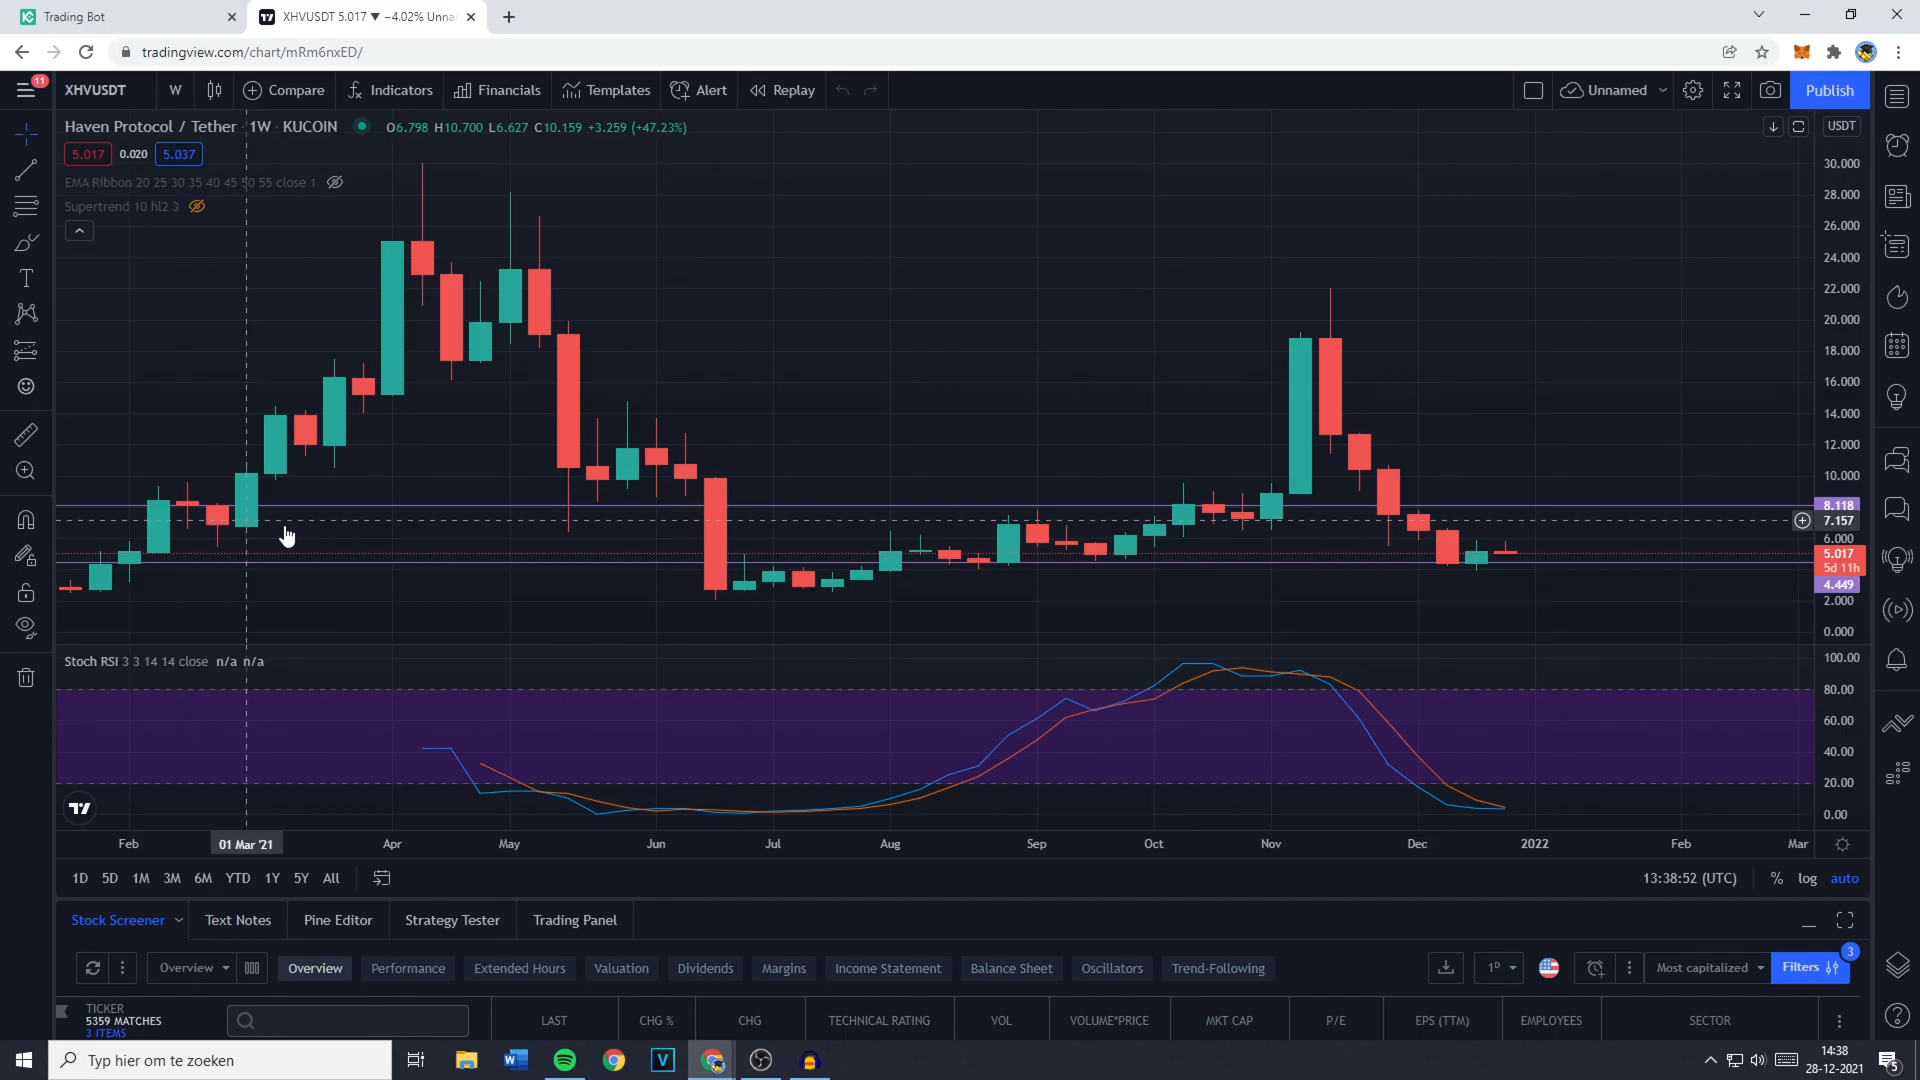 Trading Bot
XHVUSDT 5.017 ▼ −4.02% Unna
tradingview.com/chart/mRm6nxED/
11
XHVUSDT W Compare Indicators Financials Templates Alert Replay Unnamed Publish
Haven Protocol / Tether 1W KUCOIN O6.798 H10.700 L6.627 C10.159 +3.259 (+47.23%) USDT
5.017 0.020 5.037
EMA Ribbon 20 25 30 35 40 45 50 55 close 1
Supertrend 10 hl2 3
30.000
28.000
26.000
24.000
22.000
20.000
18.000
16.000
14.000
12.000
10.000
8.118
7.157
6.000
5.017
5d 11h
4.449
2.000
0.000
Stoch RSI 3 3 14 14 close n/a n/a
100.00
80.00
60.00
40.00
20.00
0.00
Feb 01 Mar '21 Apr May Jun Jul Aug Sep Oct Nov Dec 2022 Feb Mar
1D 5D 1M 3M 6M YTD 1Y 5Y All 13:38:52 (UTC) % log auto
Stock Screener Text Notes Pine Editor Strategy Tester Trading Panel
3
Overview Overview Performance Extended Hours Valuation Dividends Margins Income Statement Balance Sheet Oscillators Trend-Following 1D Most capitalized Filters
TICKER
5359 MATCHES
3 ITEMS
LAST CHG % CHG TECHNICAL RATING VOL VOLUME*PRICE MKT CAP P/E EPS (TTM) EMPLOYEES SECTOR
Typ hier om te zoeken
14:38
28-12-2021
5